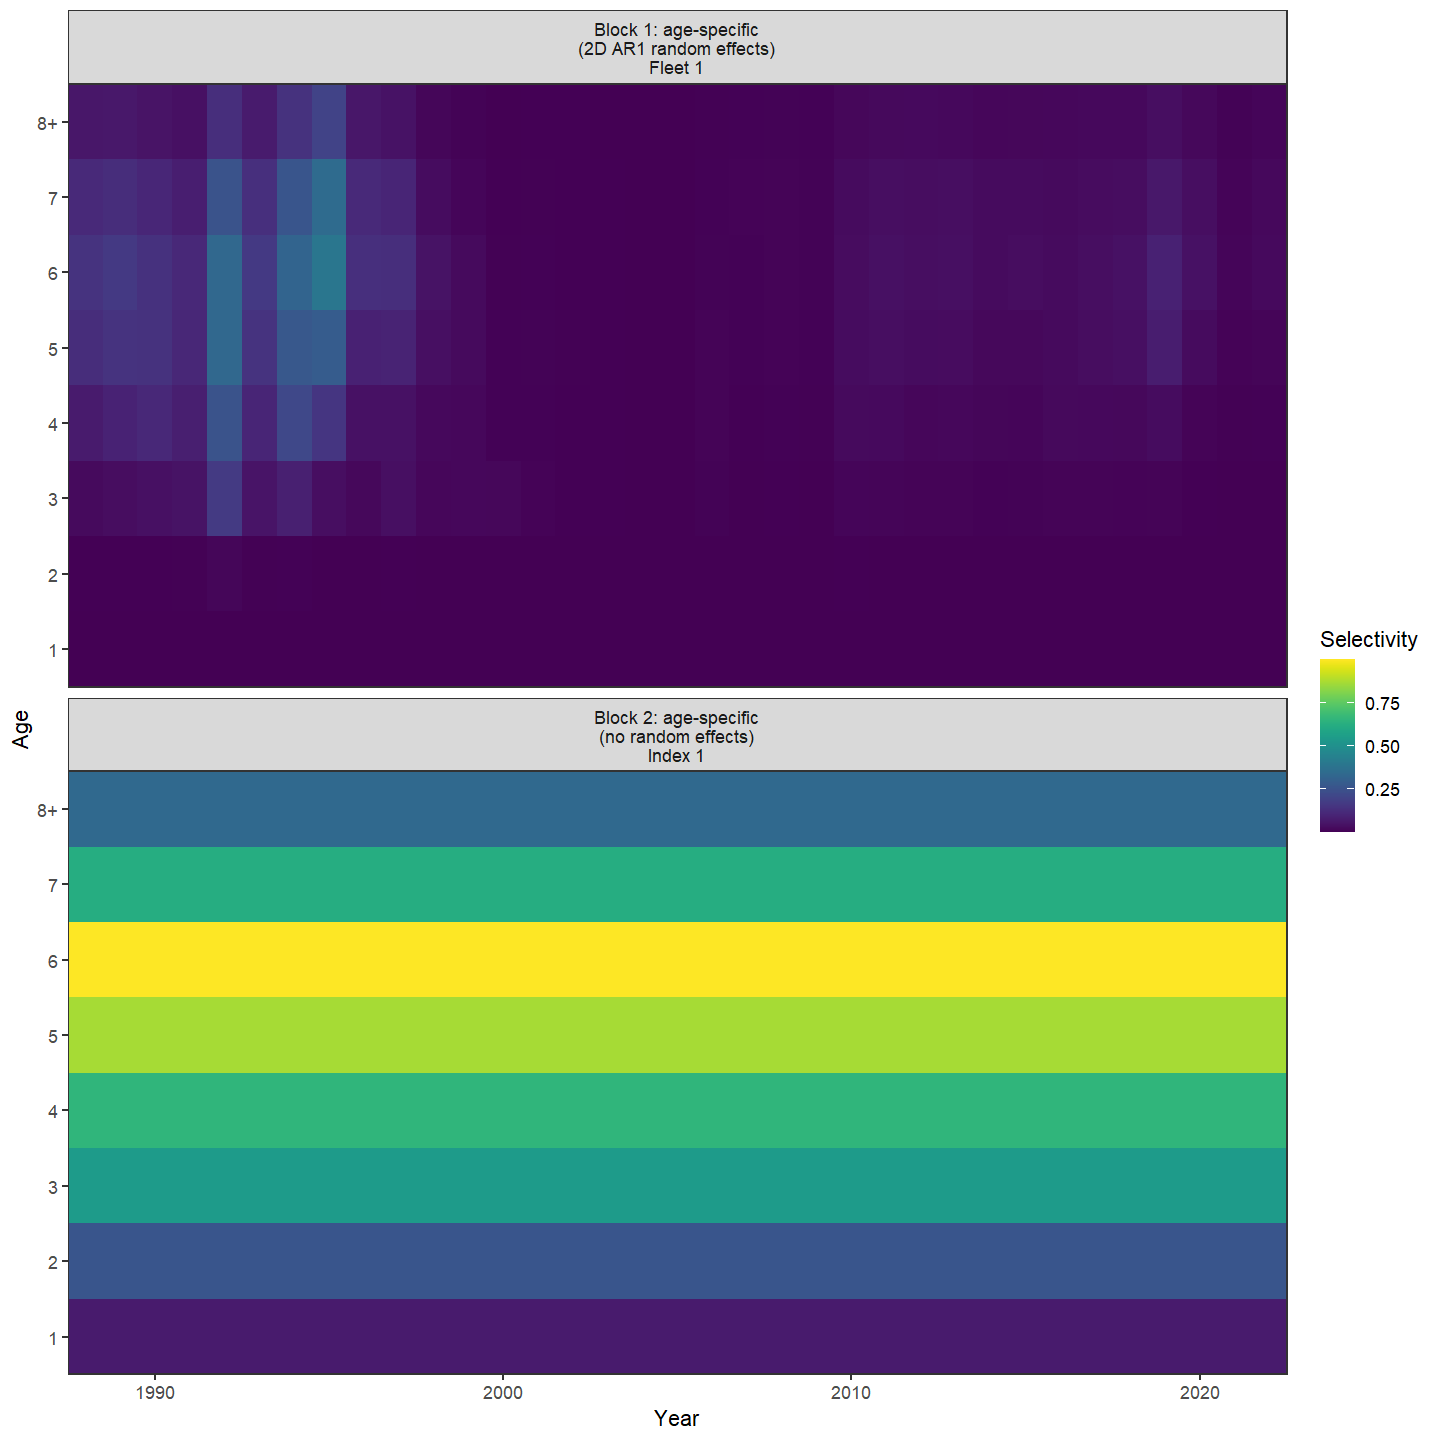 Block 1: age-specific
(2D AR1 random effects)
Fleet 1
8+
7
6
5
4
3
2
1
Age
Block 2: age-specific
(no random effects)
Index 1
8+
7
6
5
4
3
2
1
1990 2000 2010 2020
Year
Selectivity
0.75
0.50
0.25